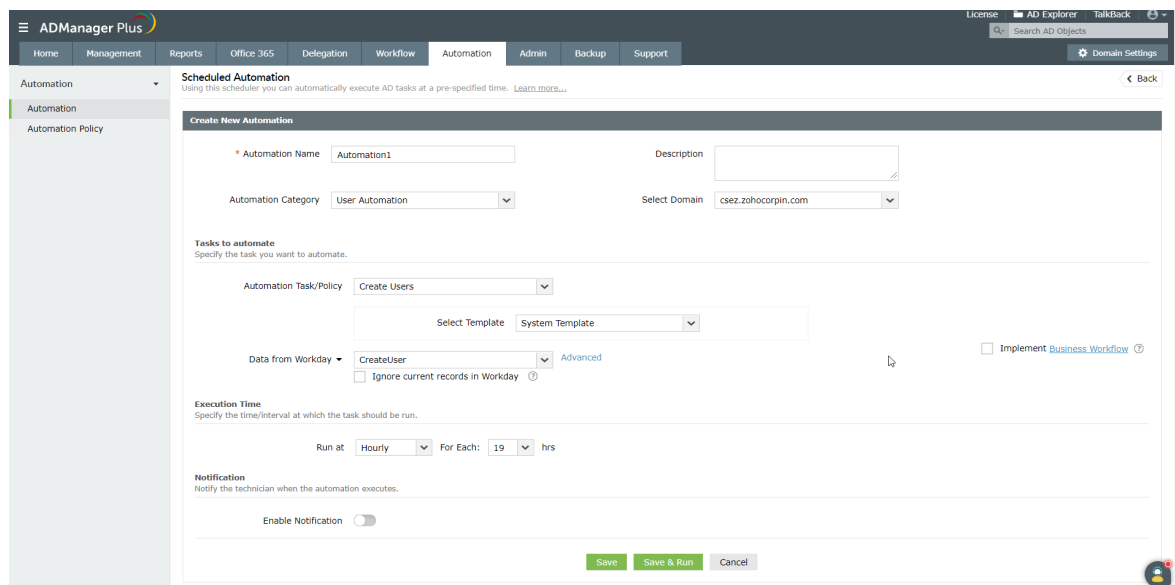 License AD Explorer TalkBack
ADManager Plus
Search AD Objects
Home Management Reports Office 365 Delegation Workflow Automation Admin Backup Support Domain Settings
Automation
Automation
Automation Policy
Scheduled Automation
Using this scheduler you can automatically execute AD tasks at a pre-specified time. Learn more...
Back
Create New Automation
* Automation Name Automation1 Description
Automation Category User Automation Select Domain csez.zohocorpin.com
Tasks to automate
Specify the task you want to automate.
Automation Task/Policy Create Users
Select Template System Template
Data from Workday CreateUser Advanced
Implement Business Workflow ?
Ignore current records in Workday ?
Execution Time
Specify the time/interval at which the task should be run.
Run at Hourly For Each: 19 hrs
Notification
Notify the technician when the automation executes.
Enable Notification
Save Save & Run Cancel